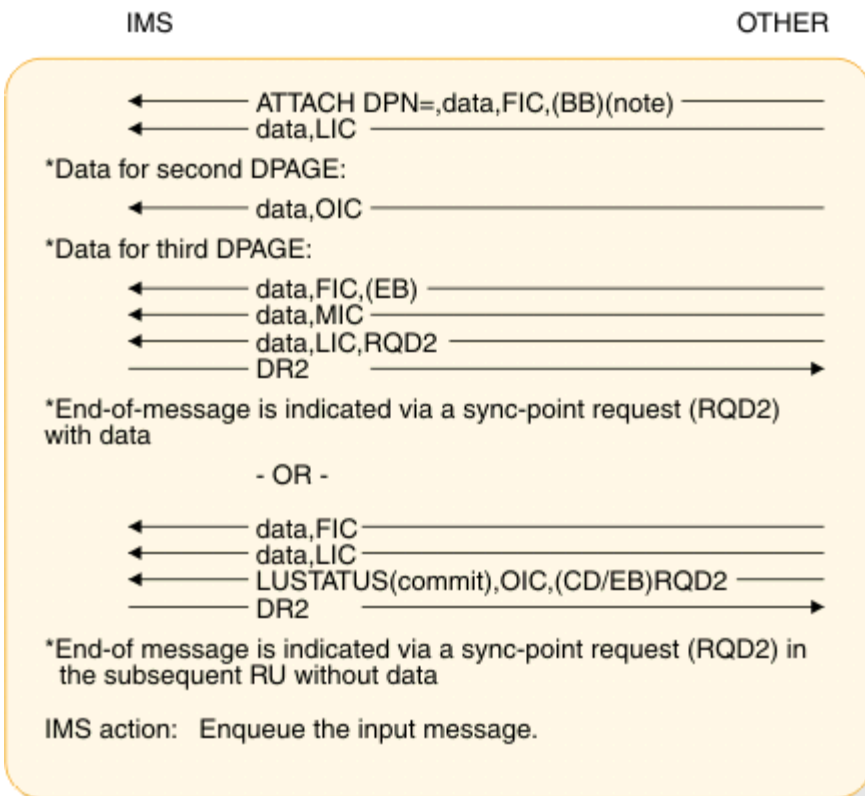 IMS OTHER
ATTACH DPN=,data,FIC,(BB)(note)
data,LIC
*Data for second DPAGE:
data,OIC
*Data for third DPAGE:
data,FIC,(EB)
data,MIC
data,LIC,RQD2
DR2
*End-of-message is indicated via a sync-point request (RQD2)
with data
- OR -
data,FIC
data,LIC
LUSTATUS(commit),OIC,(CD/EB)RQD2
DR2
*End-of message is indicated via a sync-point request (RQD2) in
the subsequent RU without data
IMS action: Enqueue the input message.